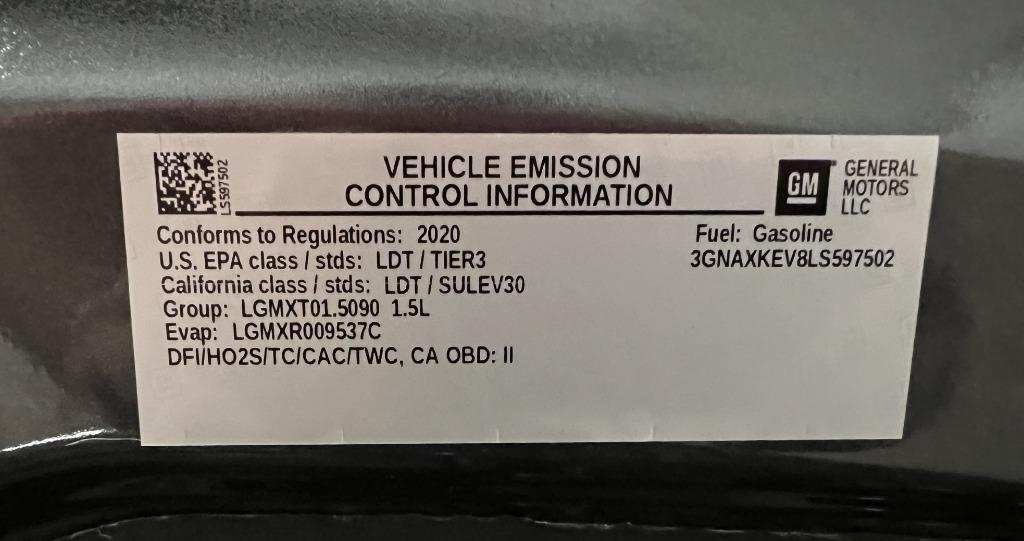 LS597502
VEHICLE EMISSION
CONTROL INFORMATION
GM
GENERAL
MOTORS
LLC
Conforms to Regulations: 2020
U.S. EPA class / stds: LDT / TIER3
California class / stds: LDT / SULEV30
Group: LGMXT01.5090 1.5L
Evap: LGMXR009537C
DFI/HO2S/TC/CAC/TWC, CA OBD: II
Fuel: Gasoline
3GNAXKEV8LS597502